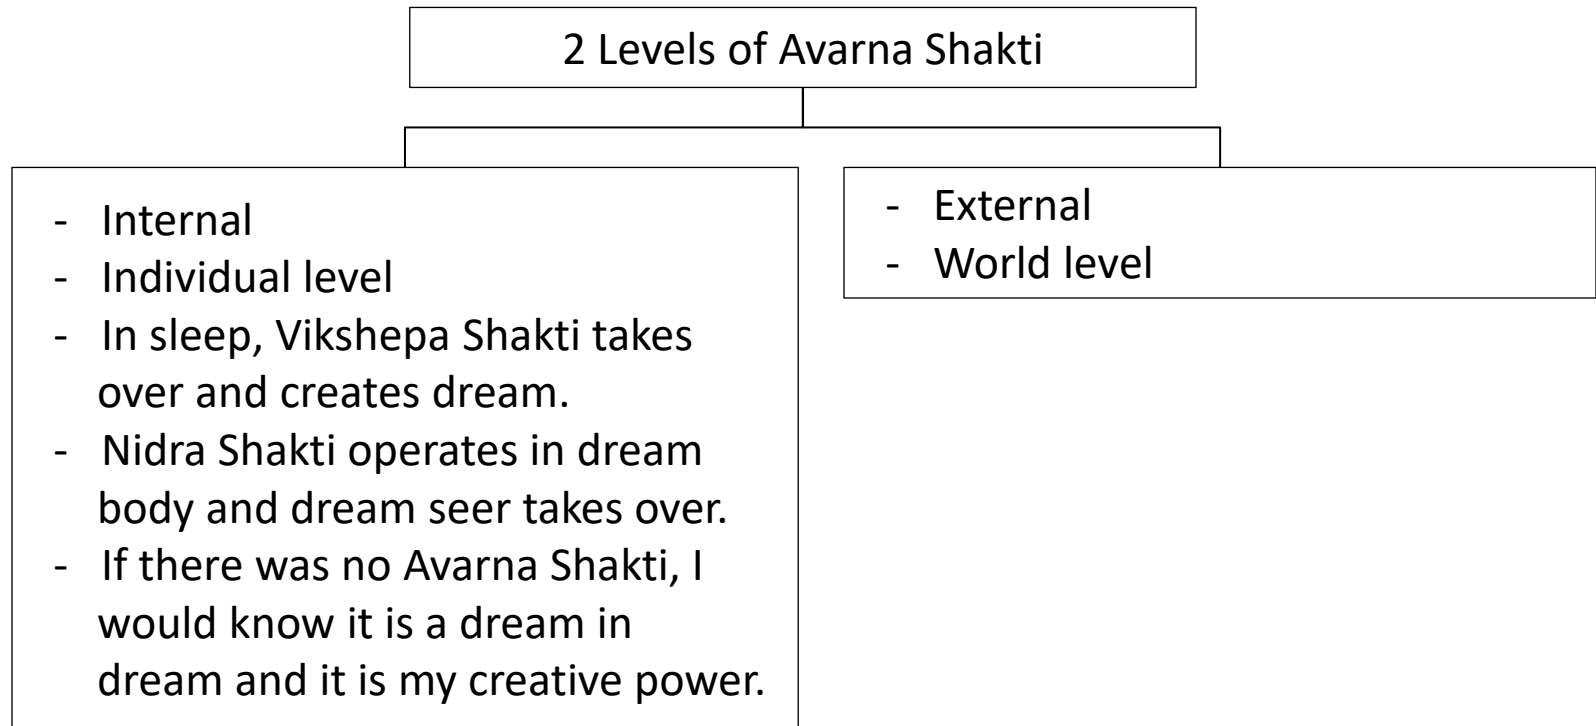 2 Levels of Avarna Shakti
- Internal
- Individual level
- In sleep, Vikshepa Shakti takes
over and creates dream.
- Nidra Shakti operates in dream
body and dream seer takes over.
- If there was no Avarna Shakti, I
would know it is a dream in
dream and it is my creative power.
- External
- World level